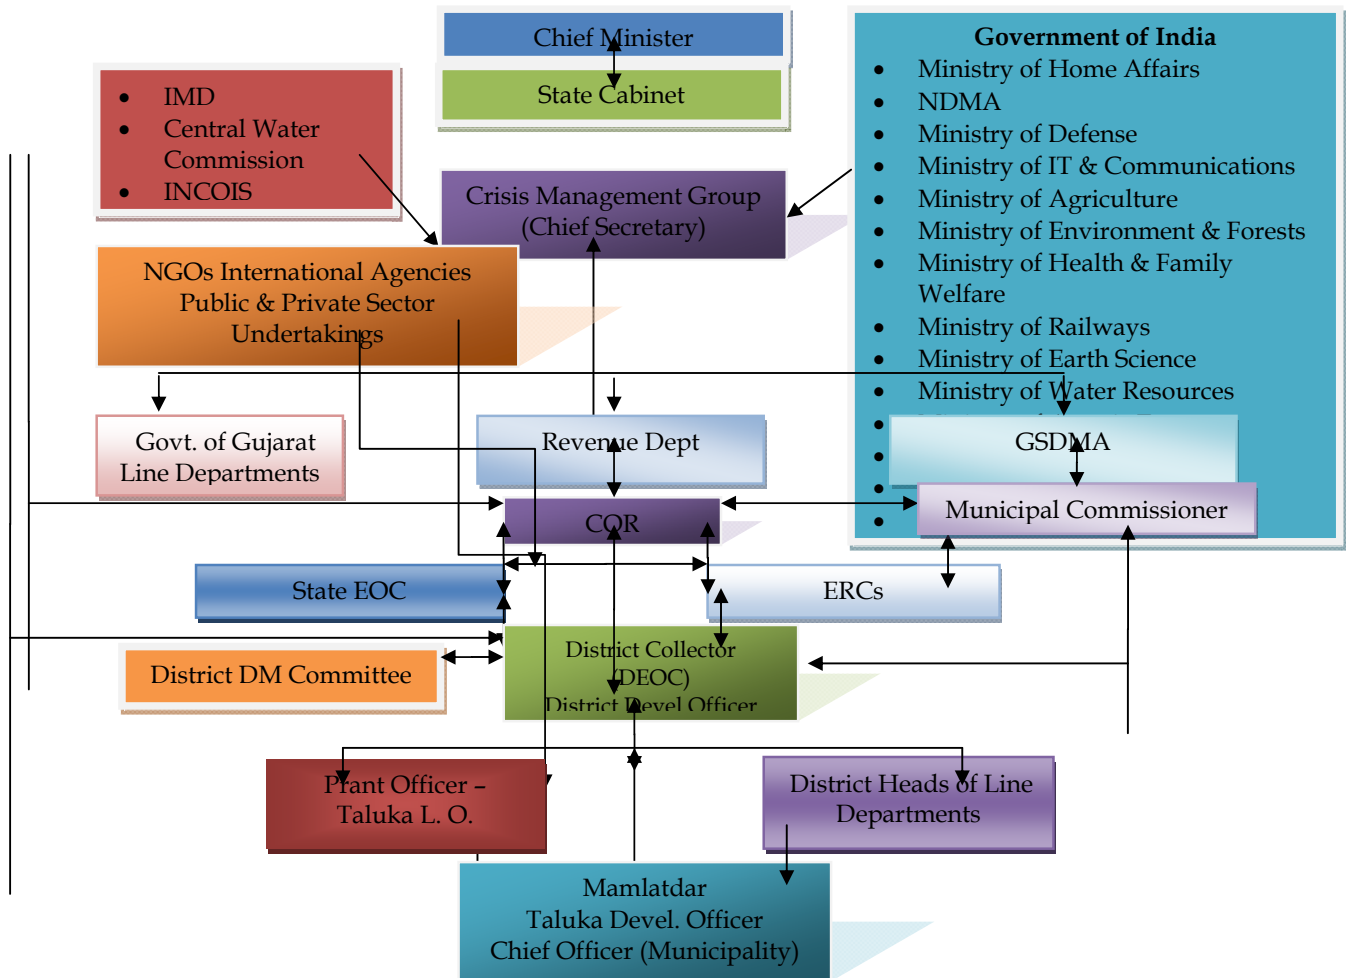 Chief Minister
State Cabinet
Government of India
• Ministry of Home Affairs
• NDMA
• Ministry of Defense
• Ministry of IT & Communications
• Ministry of Agriculture
• Ministry of Environment & Forests
• Ministry of Health & Family
Welfare
• Ministry of Railways
• Ministry of Earth Science
• Ministry of Water Resources
• IMD
• Central Water
Commission
• INCOIS
Crisis Management Group
(Chief Secretary)
NGOs International Agencies
Public & Private Sector
Undertakings
Govt. of Gujarat
Line Departments
Revenue Dept
GSDMA
COR
Municipal Commissioner
State EOC
ERCs
District DM Committee
District Collector
(DEOC)
District Devel Officer
Prant Officer –
Taluka L. O.
District Heads of Line
Departments
Mamlatdar
Taluka Devel. Officer
Chief Officer (Municipality)